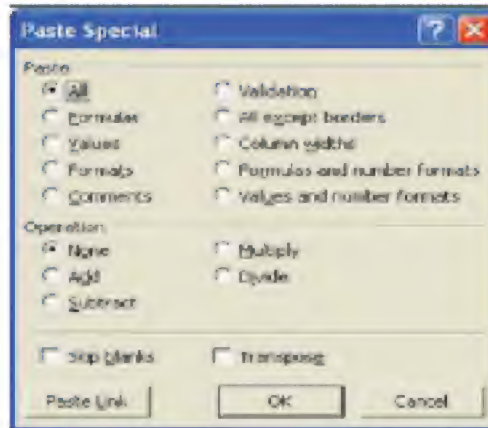 Paste Special
Paste
All
Formulas
Values
Formats
Comments
Validation
All except borders
Column widths
Formulas and number formats
Values and number formats
Operation
None
Add
Subtract
Multiply
Divide
Skip blanks
Transpose
Paste Link
OK
Cancel